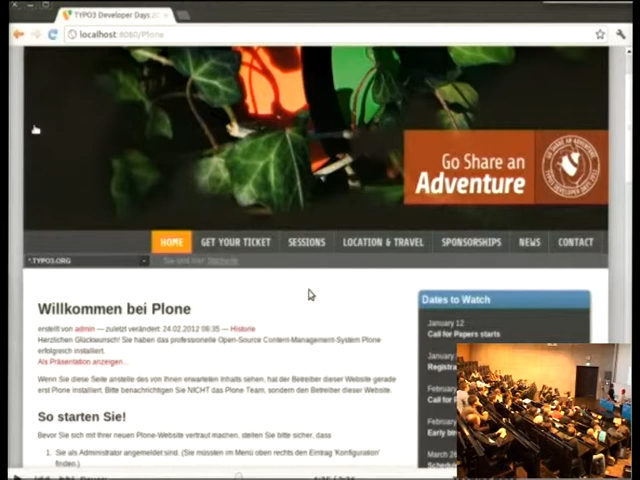 TYPO3 Developer Days 20
localhost:8080/Plone
Go Share an
Adventure
HOME GET YOUR TICKET SESSIONS LOCATION & TRAVEL SPONSORSHIPS NEWS CONTACT
*.TYPO3.ORG
Sie sind hier: Startseite
Willkommen bei Plone
erstellt von admin — zuletzt verändert: 24.02.2012 06:35 — Historie
Herzlichen Glückwunsch! Sie haben das professionelle Open-Source Content-Management-System Plone
erfolgreich installiert.
Als Präsentation anzeigen...
Wenn Sie diese Seite anstelle des von Ihnen erwarteten Inhalts sehen, hat der Betreiber dieser Website gerade
erst Plone installiert. Bitte benachrichtigen Sie NICHT das Plone Team, sondern den Betreiber dieser Website.
So starten Sie!
Bevor Sie sich mit Ihrer neuen Plone-Website vertraut machen, stellen Sie bitte sicher, dass
1. Sie als Administrator angemeldet sind. (Sie müssten im Menü oben rechts den Eintrag 'Konfiguration'
finden.)
Dates to Watch
January 12
Call for Papers starts
January
Registra
February
Call for
February
Early bir
March 26
Schedul